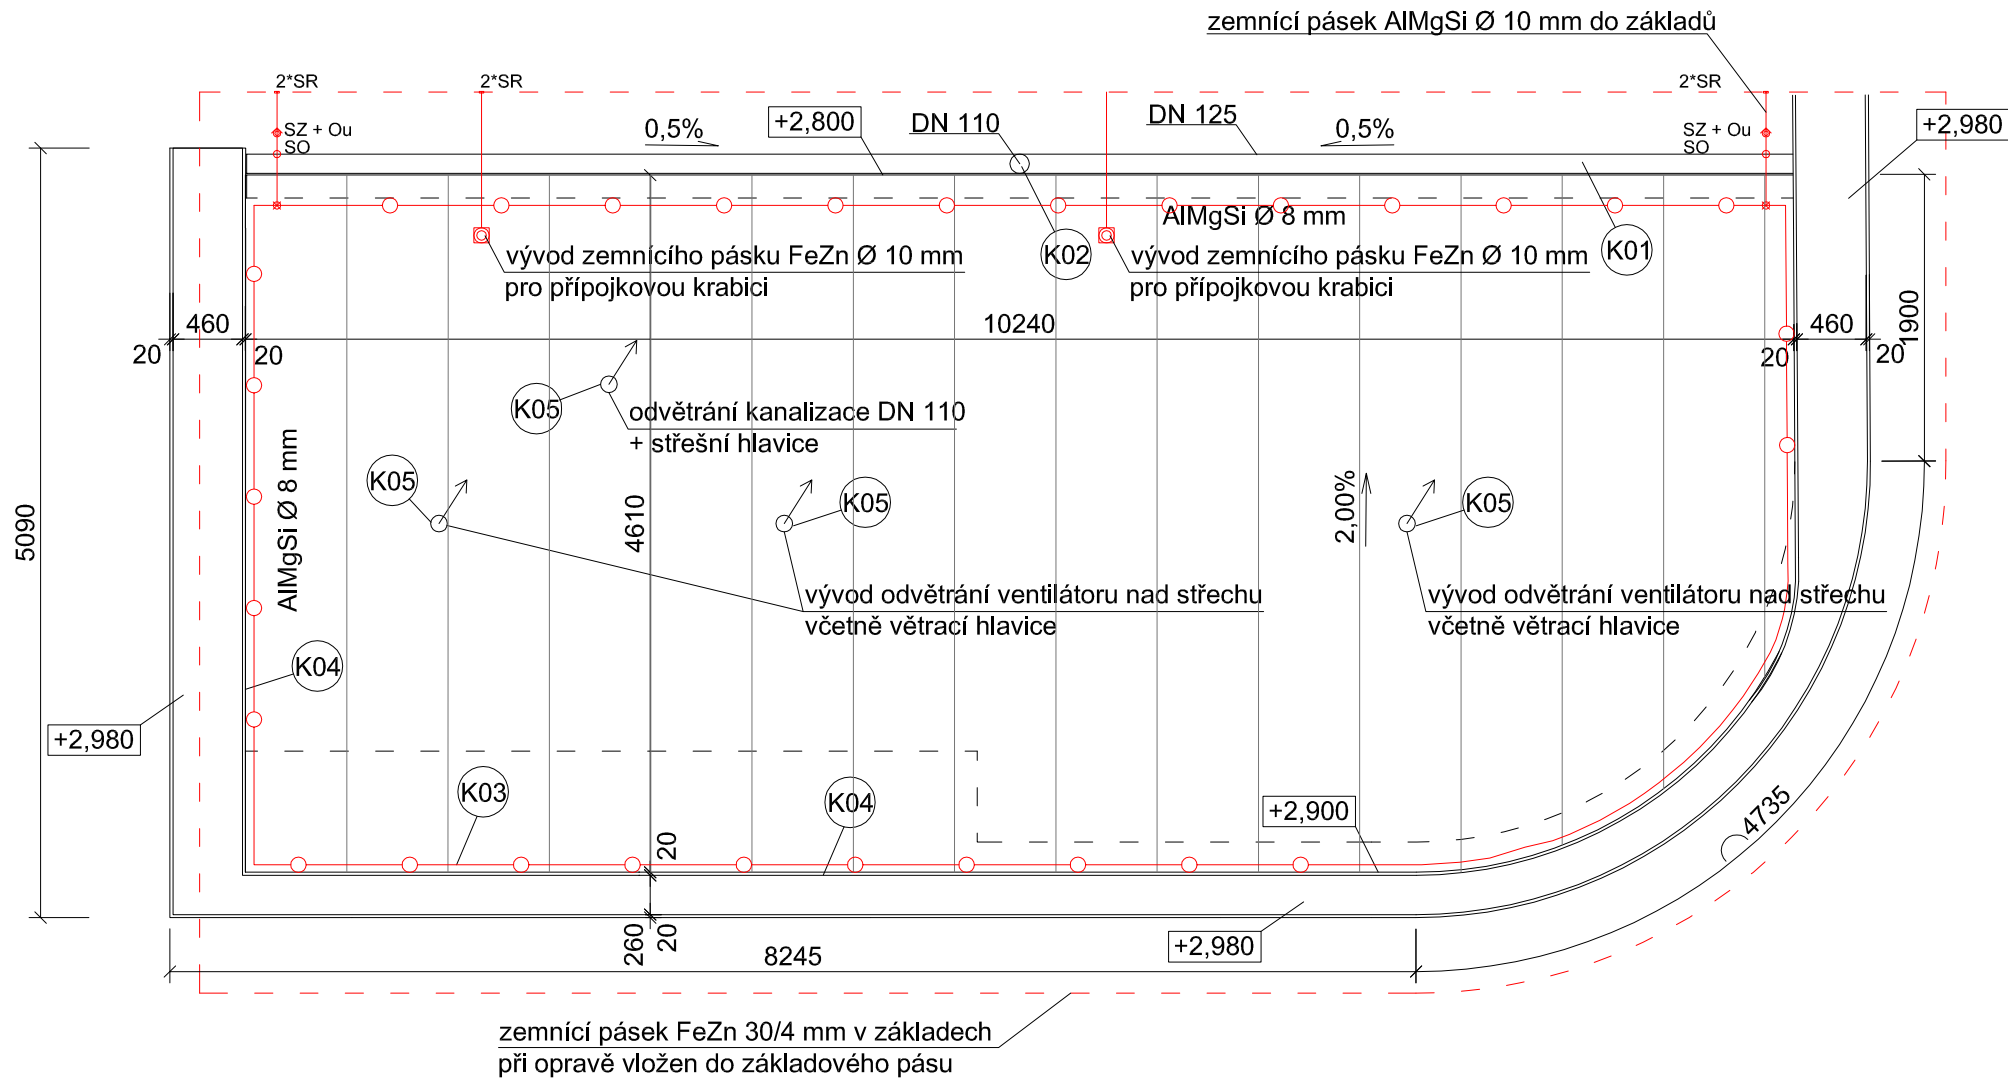 zemnící pásek AlMgSi Ø 10 mm do základů
2*SR
2*SR
2*SR
SZ + Ou
SO
0,5%
+2,800
DN 110
DN 125
0,5%
SZ + Ou
SO
+2,980
AlMgSi Ø 8 mm
vývod zemnícího pásku FeZn Ø 10 mm
pro přípojkovou krabici
K02
vývod zemnícího pásku FeZn Ø 10 mm
pro přípojkovou krabici
K01
460
10240
460
1900
20
20
20
20
K05
odvětrání kanalizace DN 110
+ střešní hlavice
AlMgSi Ø 8 mm
K05
K05
K05
5090
4610
2,00%
vývod odvětrání ventilátoru nad střechu
včetně větrací hlavice
vývod odvětrání ventilátoru nad střechu
včetně větrací hlavice
K04
+2,980
K03
K04
+2,900
4735
20
260
20
+2,980
8245
zemnící pásek FeZn 30/4 mm v základech
při opravě vložen do základového pásu